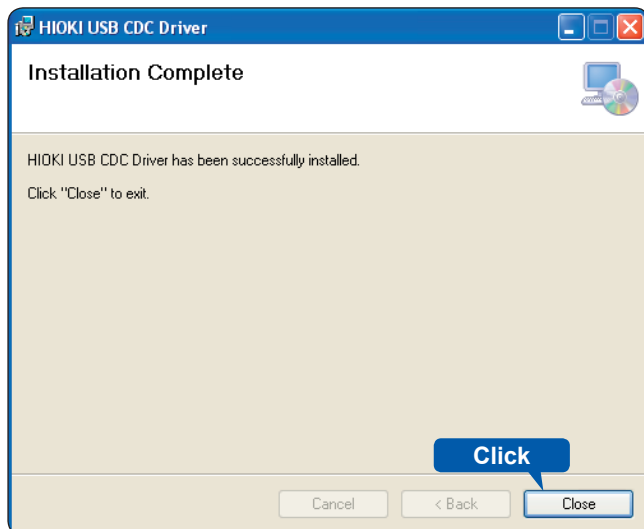 HIOKI USB CDC Driver
Installation Complete
HIOKI USB CDC Driver has been successfully installed.
Click "Close" to exit.
Click
Cancel
< Back
Close